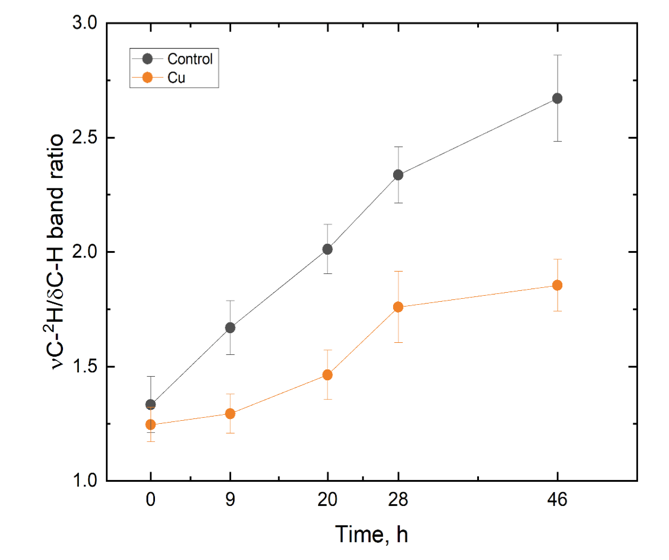 3.0
Control
Cu
2.5
2.0
1.5
1.0
νC-²H/δC-H band ratio
0 9 20 28 46
Time, h